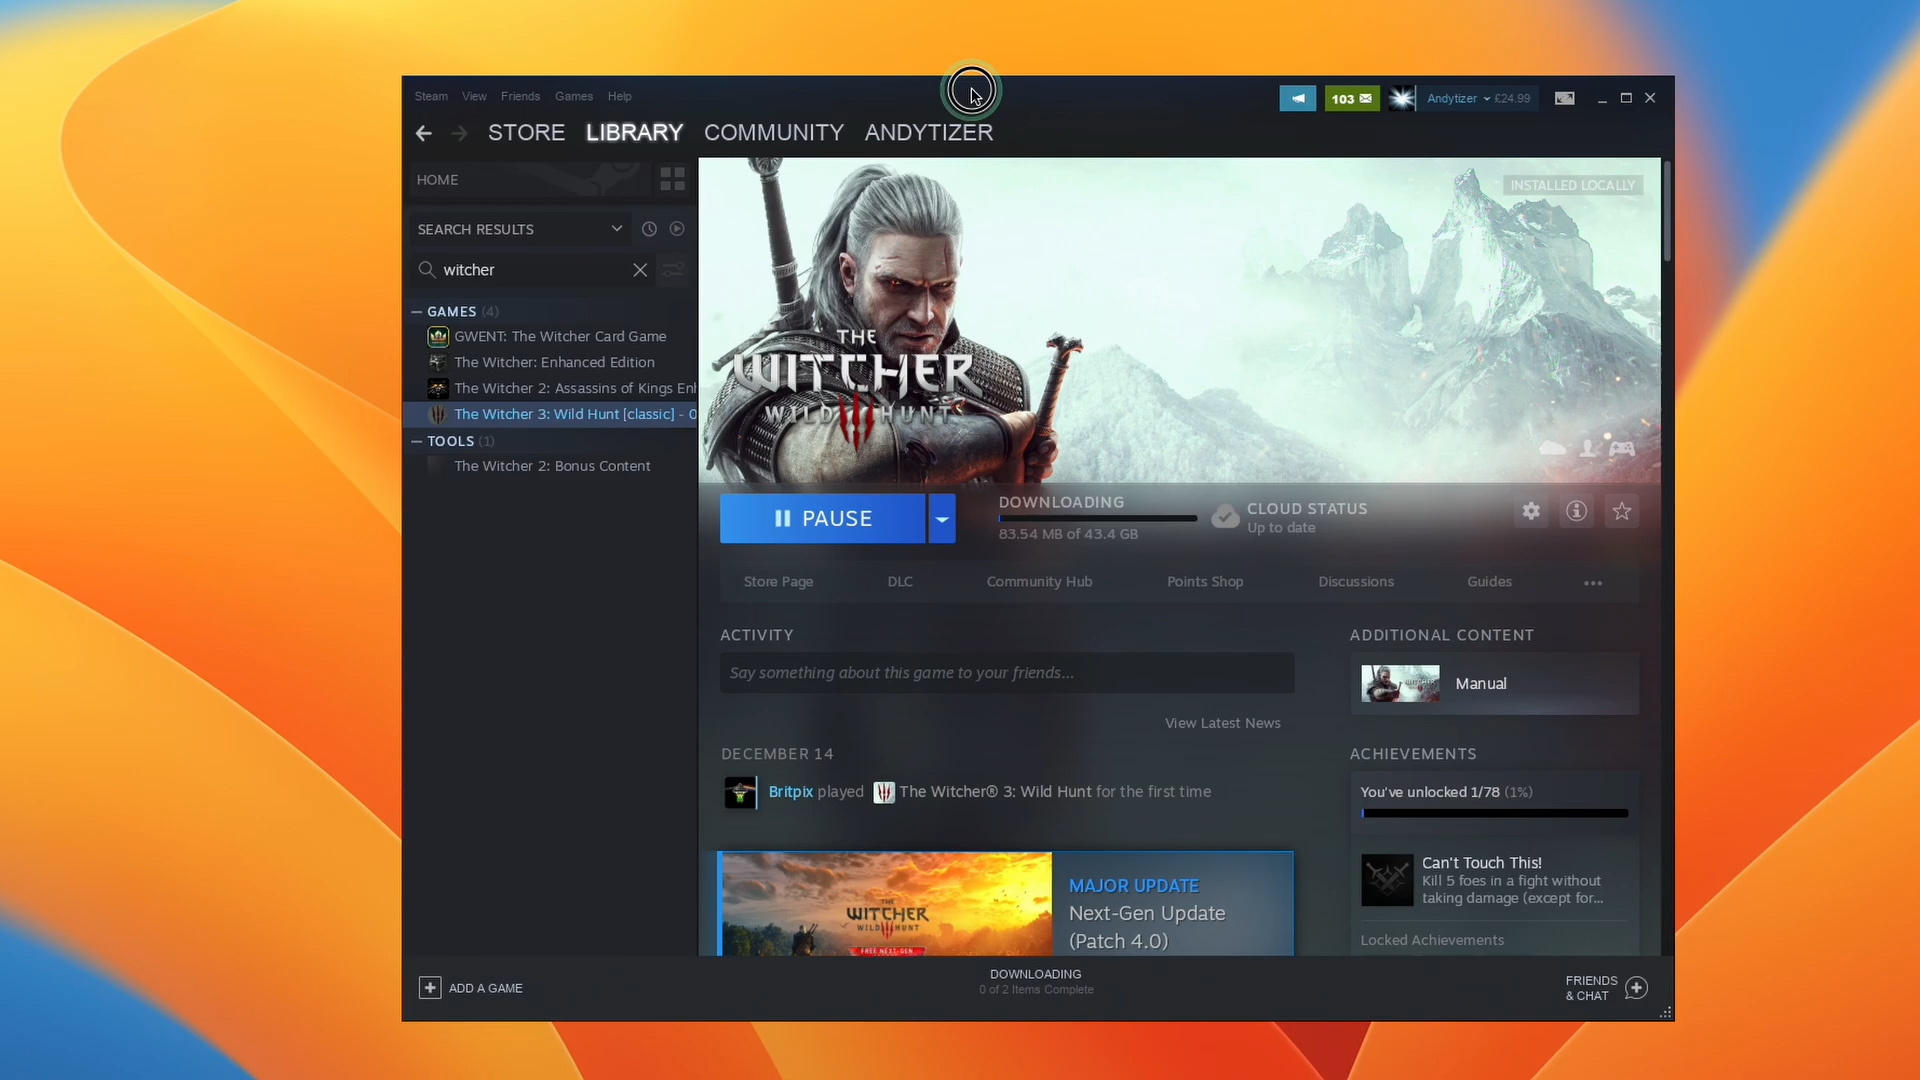 Steam View Friends Games Help
103
Andytizer £24.99
STORE LIBRARY COMMUNITY ANDYTIZER
HOME
SEARCH RESULTS
witcher
GAMES (4)
GWENT: The Witcher Card Game
The Witcher: Enhanced Edition
The Witcher 2: Assassins of Kings Enh
The Witcher 3: Wild Hunt [classic] - 0
TOOLS (1)
The Witcher 2: Bonus Content
INSTALLED LOCALLY
THE
WITCHER
WILD HUNT
PAUSE
DOWNLOADING
83.54 MB of 43.4 GB
CLOUD STATUS
Up to date
Store Page DLC Community Hub Points Shop Discussions Guides
ACTIVITY
Say something about this game to your friends...
View Latest News
DECEMBER 14
Britpix played The Witcher® 3: Wild Hunt for the first time
THE
WITCHER
WILD HUNT
FREE NEXT-GEN
MAJOR UPDATE
Next-Gen Update
(Patch 4.0)
ADDITIONAL CONTENT
Manual
ACHIEVEMENTS
You've unlocked 1/78 (1%)
Can't Touch This!
Kill 5 foes in a fight without
taking damage (except for...
Locked Achievements
ADD A GAME
DOWNLOADING
0 of 2 Items Complete
FRIENDS
& CHAT